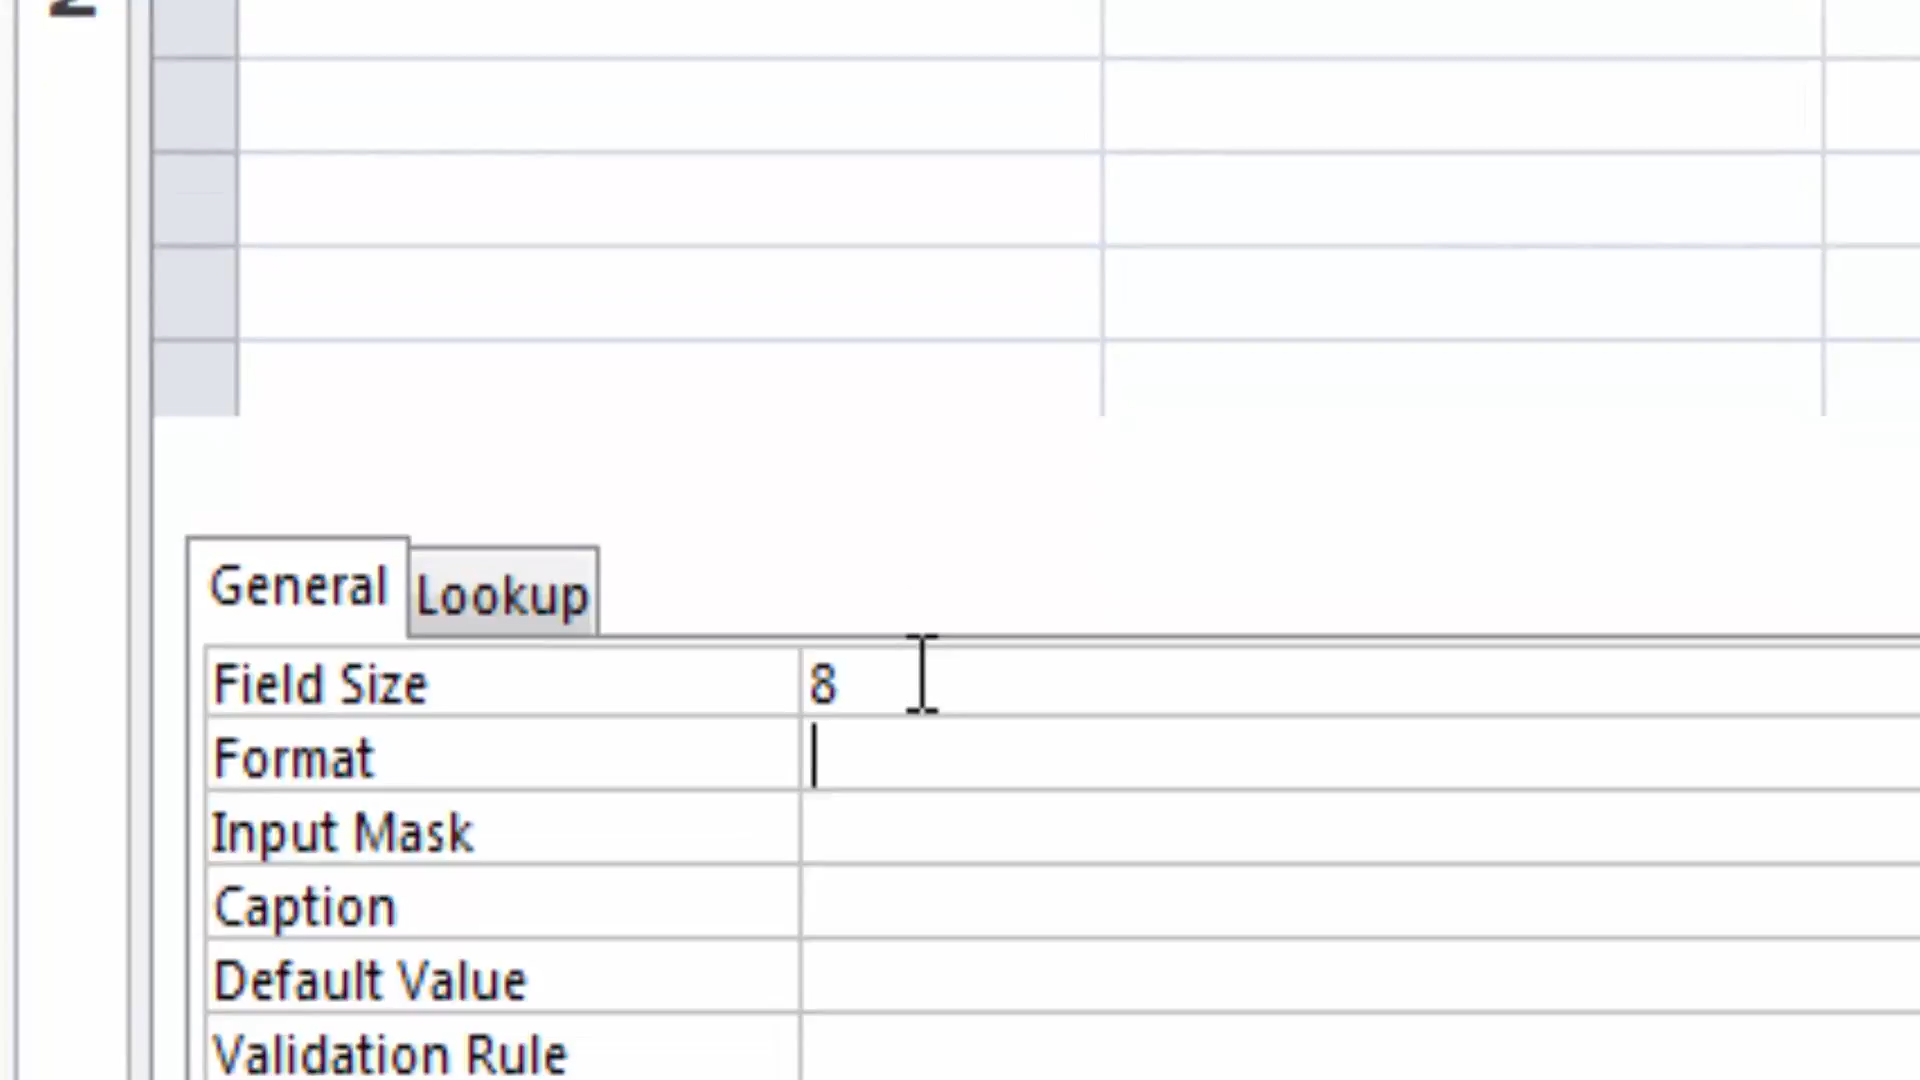 General
Lookup
Field Size 8
Format
Input Mask
Caption
Default Value
Validation Rule